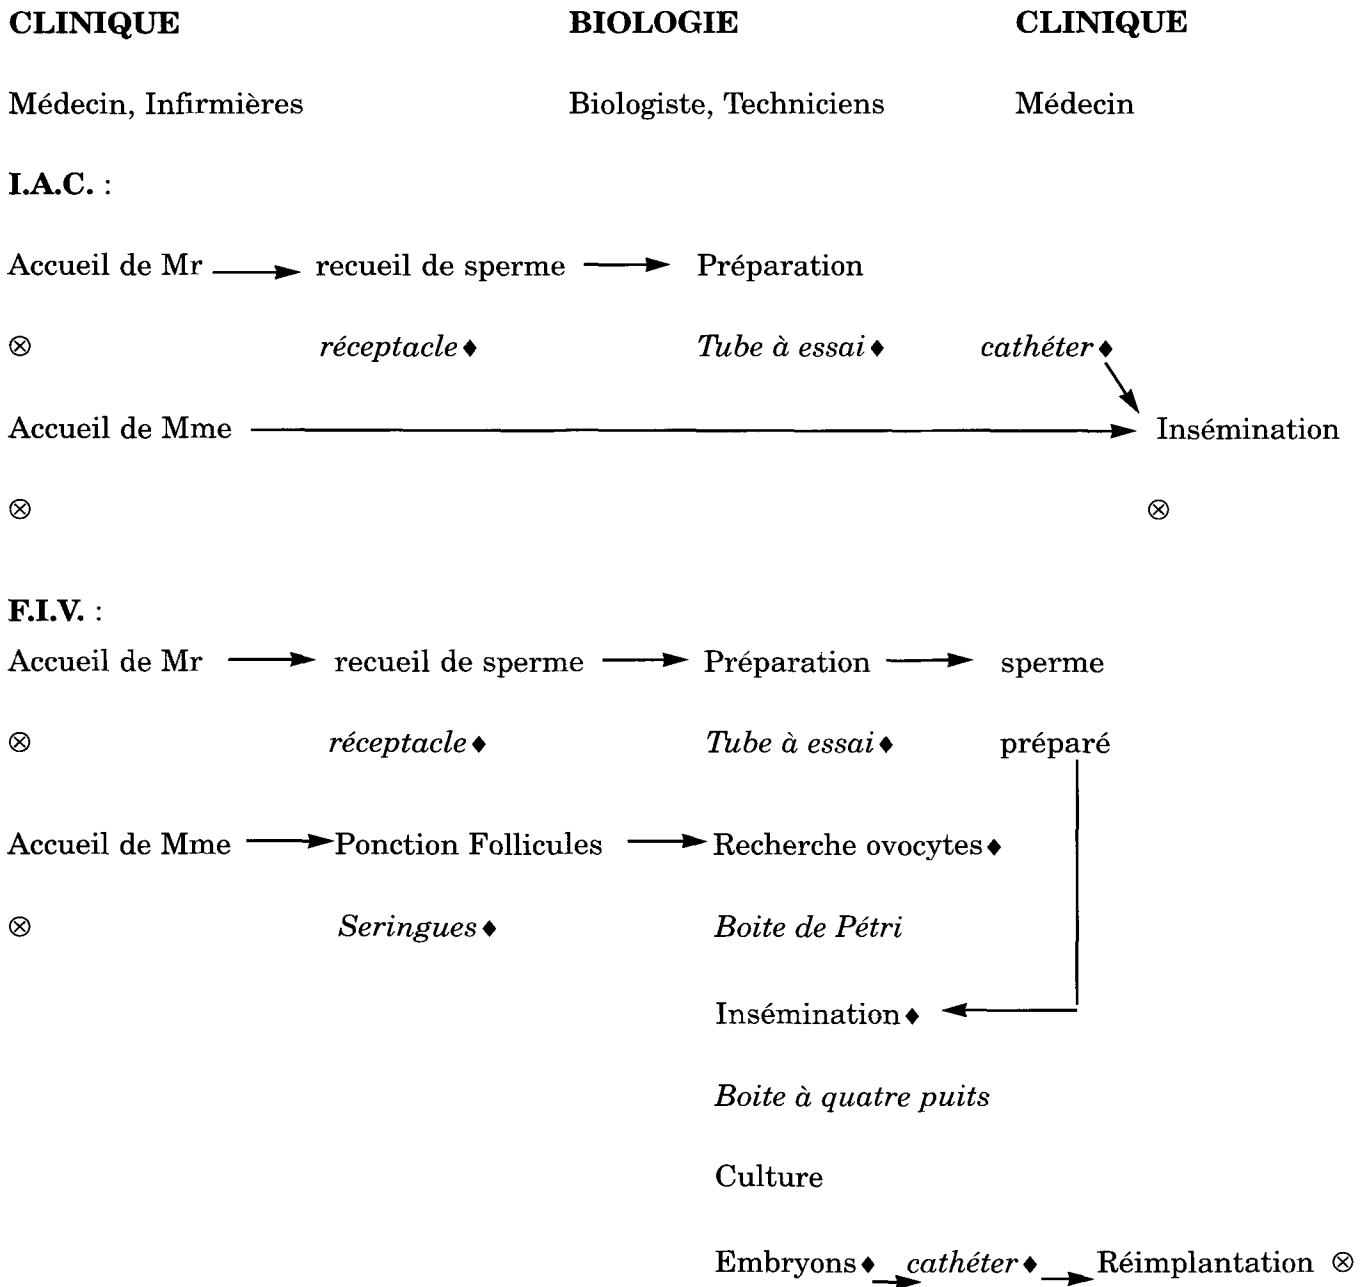 CLINIQUE BIOLOGIE CLINIQUE
Médecin, Infirmières Biologiste, Techniciens Médecin
I.A.C. :
Accueil de Mr → recueil de sperme → Préparation
⊗ réceptacle♦ Tube à essai♦ cathéter♦
Accueil de Mme → Insémination
⊗ ⊗
F.I.V. :
Accueil de Mr → recueil de sperme → Préparation → sperme
⊗ réceptacle♦ Tube à essai♦ préparé
Accueil de Mme → Ponction Follicules → Recherche ovocytes♦
⊗ Seringues♦ Boite de Pétri
Insémination♦ ←
Boite à quatre puits
Culture
Embryons♦ → cathéter♦ → Réimplantation ⊗